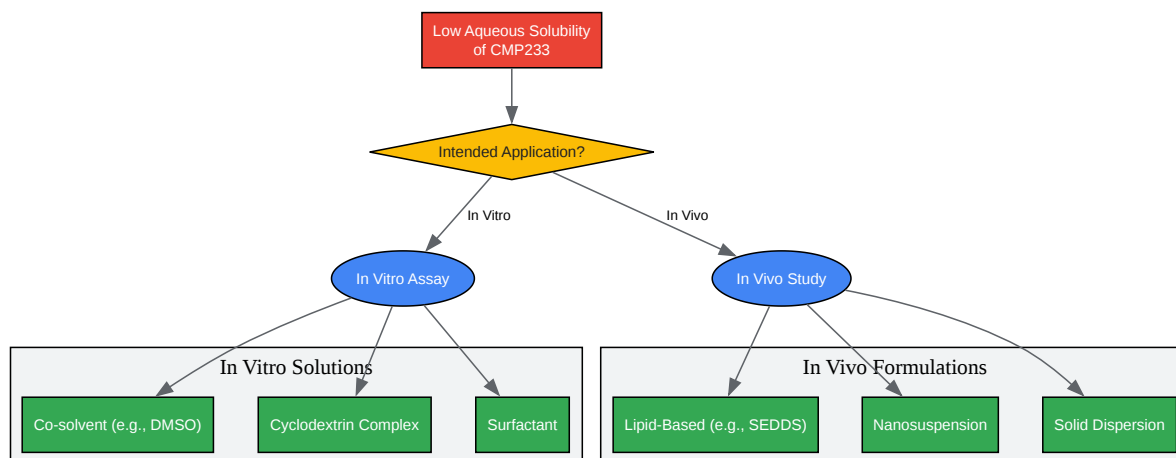 Low Aqueous Solubility
of CMP233
Intended Application?
In Vitro
In Vivo
In Vitro Assay
In Vivo Study
In Vitro Solutions
In Vivo Formulations
Co-solvent (e.g., DMSO)
Cyclodextrin Complex
Surfactant
Lipid-Based (e.g., SEDDS)
Nanosuspension
Solid Dispersion